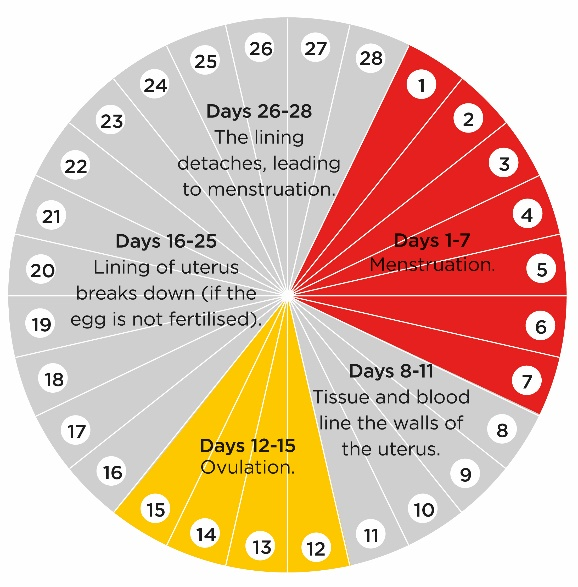 1
2
3
4
5
6
7
8
9
10
11
12
13
14
15
16
17
18
19
20
21
22
23
24
25
26
27
28
Days 1-7
Menstruation.
Days 8-11
Tissue and blood
line the walls of
the uterus.
Days 12-15
Ovulation.
Days 16-25
Lining of uterus
breaks down (if the
egg is not fertilised).
Days 26-28
The lining
detaches, leading
to menstruation.